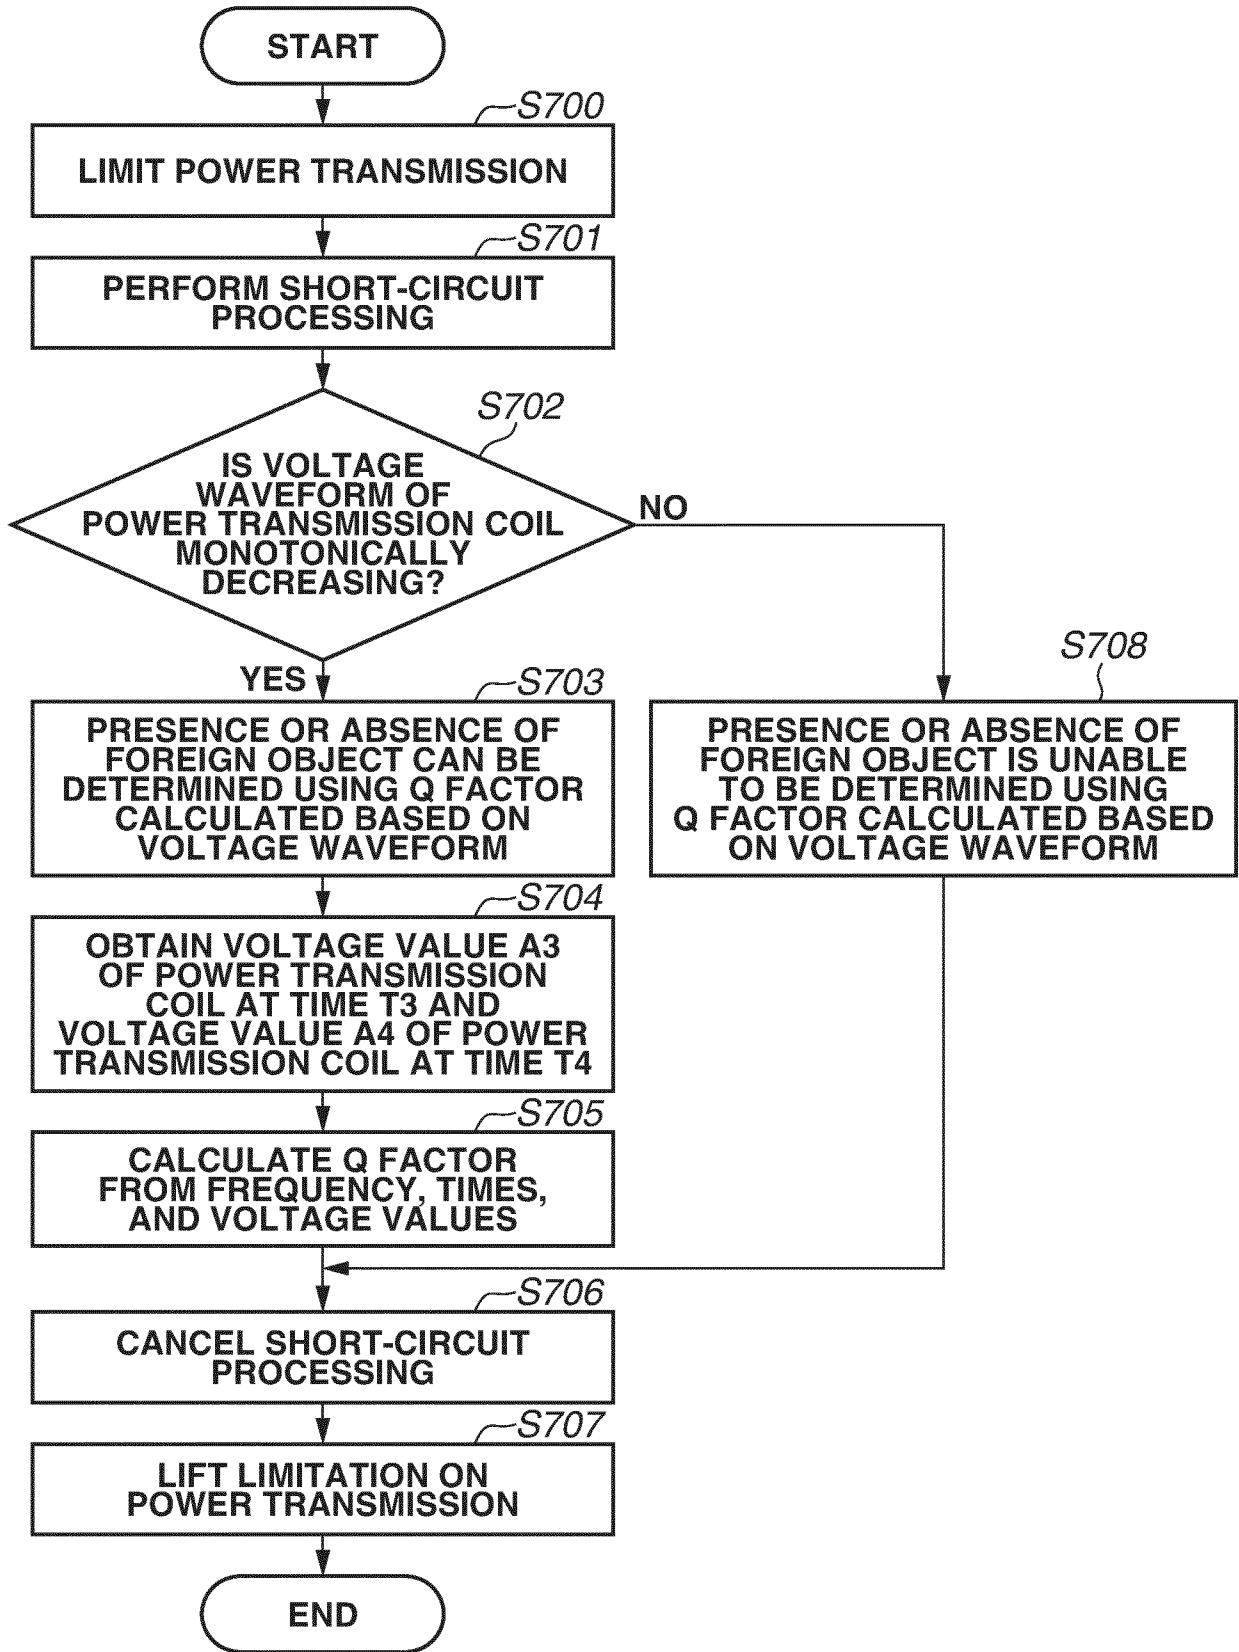 START
S700
LIMIT POWER TRANSMISSION
S701
PERFORM SHORT-CIRCUIT
PROCESSING
S702
IS VOLTAGE
WAVEFORM OF
POWER TRANSMISSION COIL
MONOTONICALLY
DECREASING?
NO
YES
S703
PRESENCE OR ABSENCE OF
FOREIGN OBJECT CAN BE
DETERMINED USING Q FACTOR
CALCULATED BASED ON
VOLTAGE WAVEFORM
S708
PRESENCE OR ABSENCE OF
FOREIGN OBJECT IS UNABLE
TO BE DETERMINED USING
Q FACTOR CALCULATED BASED
ON VOLTAGE WAVEFORM
S704
OBTAIN VOLTAGE VALUE A3
OF POWER TRANSMISSION
COIL AT TIME T3 AND
VOLTAGE VALUE A4 OF POWER
TRANSMISSION COIL AT TIME T4
S705
CALCULATE Q FACTOR
FROM FREQUENCY, TIMES,
AND VOLTAGE VALUES
S706
CANCEL SHORT-CIRCUIT
PROCESSING
S707
LIFT LIMITATION ON
POWER TRANSMISSION
END